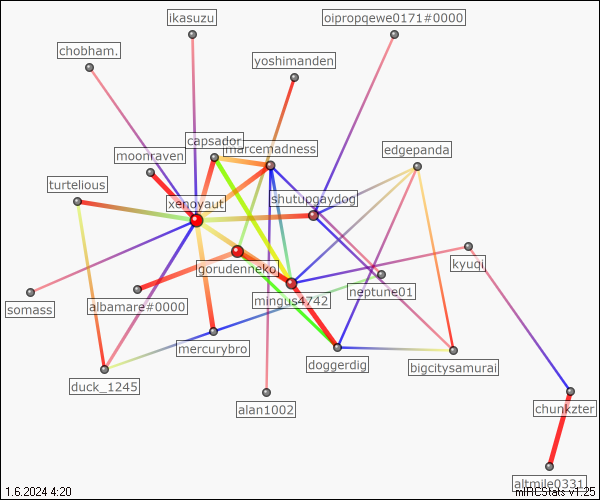 ikasuzu
oipropqewe0171#0000
chobham.
yoshimanden
capsador
marcemadness
edgepanda
moonraven
turtelious
xenoyaut
shutupgaydog
kyuqi
gorudenneko
somass
albamare#0000
mingus4742
neptune01
mercurybro
doggerdig
bigcitysamurai
duck_1245
alan1002
chunkzter
altmile0331
1.6.2024 4:20
mIRCStats v1.25